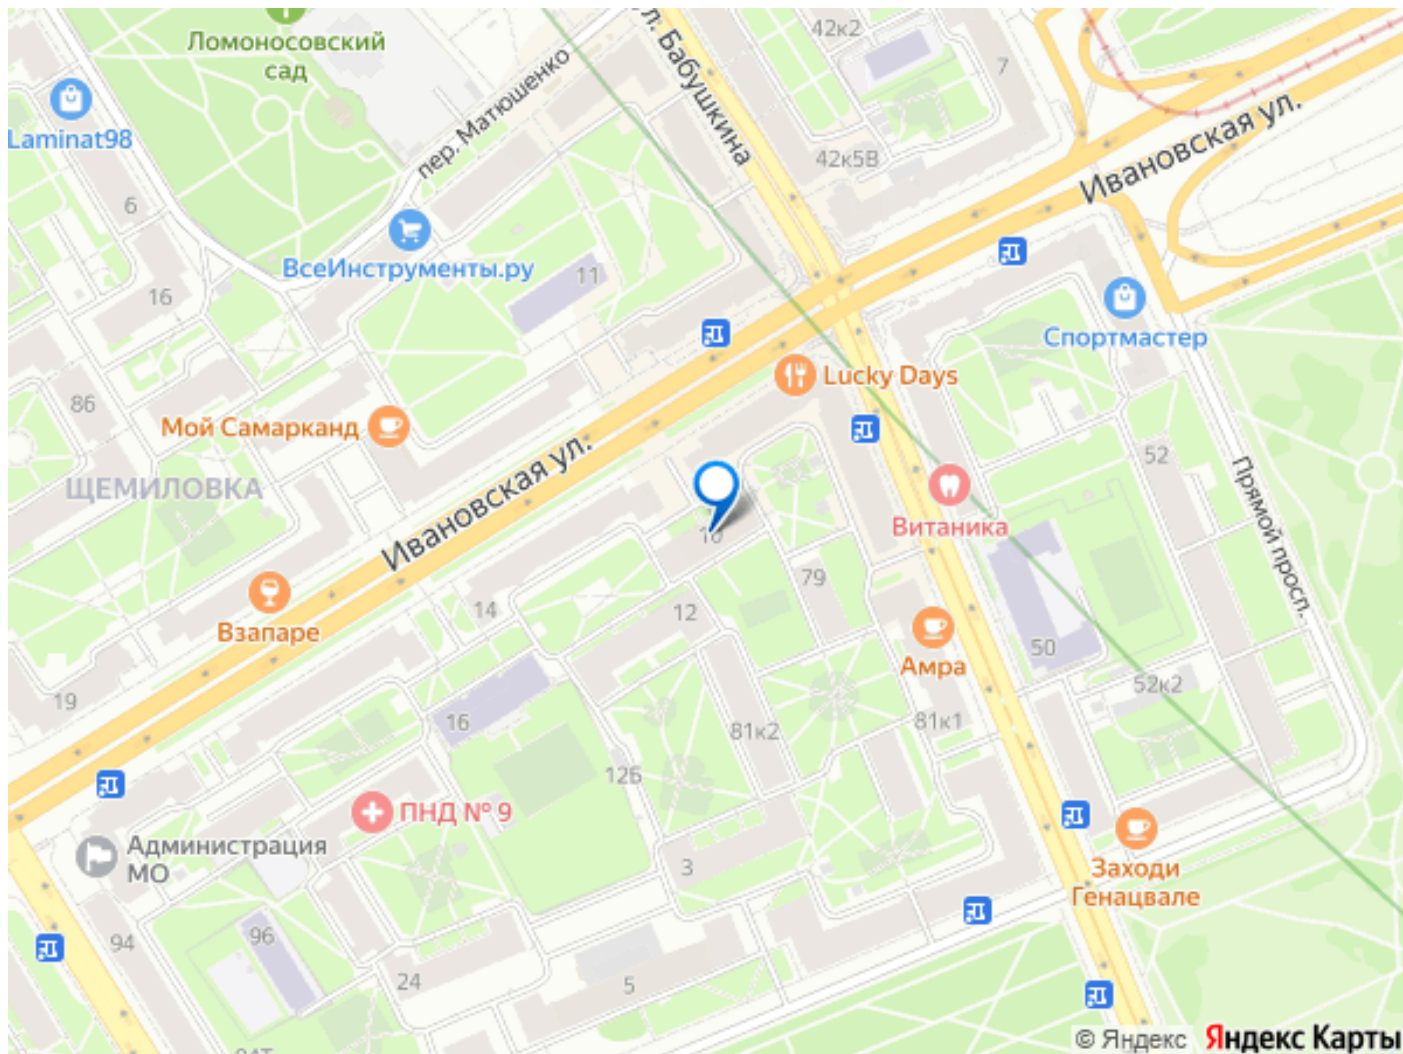 Ломоносовский
сад
Laminat98
пер. Матюшенко
ул. Бабушкина
42к2
7
42к5В
Ивановская ул.
6
ВсеИнструменты.ру
11
16
Спортмастер
Lucky Days
86
Мой Самарканд
ЩЕМИЛОВКА
Ивановская ул.
52
Прямой просп.
Витаника
10
79
14
12
Взапаре
Амра
50
52к2
19
16
81к2
81к1
12Б
ПНД № 9
Администрация
МО
3
Заходи
Генацвале
94
96
24
5
© Яндекс Яндекс Карты